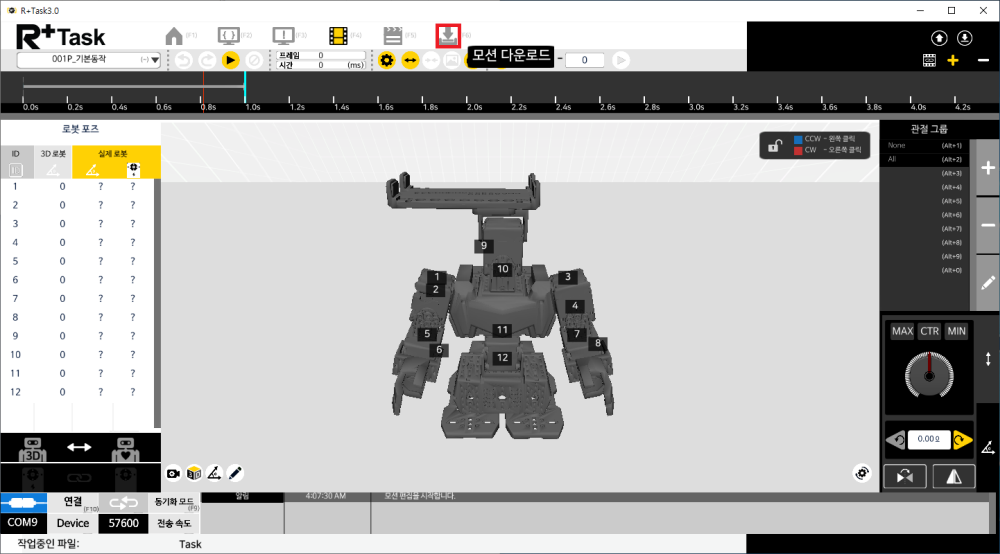 R+Task3.0
R+Task
(F1)
(F2)
(F3)
(F4)
(F5)
(F6)
모션 다운로드
001P_기본동작
프레임 0
시간 0 (ms)
0
0.0s 0.2s 0.4s 0.6s 0.8s 1.0s 1.2s 1.4s 1.6s 1.8s 2.0s 2.2s 2.4s 2.6s 2.8s 3.0s 3.2s 3.4s 3.6s 3.8s 4.0s 4.2s
로봇 포즈
ID 3D 로봇 실제 로봇
1 0 ? ?
2 0 ? ?
3 0 ? ?
4 0 ? ?
5 0 ? ?
6 0 ? ?
7 0 ? ?
8 0 ? ?
9 0 ? ?
10 0 ? ?
11 0 ? ?
12 0 ? ?
3D
CCW - 왼쪽 클릭
CW - 오른쪽 클릭
9
10
1
3
2
4
11
5
7
6
8
12
관절 그룹
None (Alt+1)
All (Alt+2)
(Alt+3)
(Alt+4)
(Alt+5)
(Alt+6)
(Alt+7)
(Alt+8)
(Alt+9)
(Alt+0)
MAX CTR MIN
0.00º
연결 (F10)
동기화 모드 (F9)
COM9 Device 57600 전송 속도
알림 4:07:30 AM 모션 편집을 시작합니다.
작업중인 파일: Task